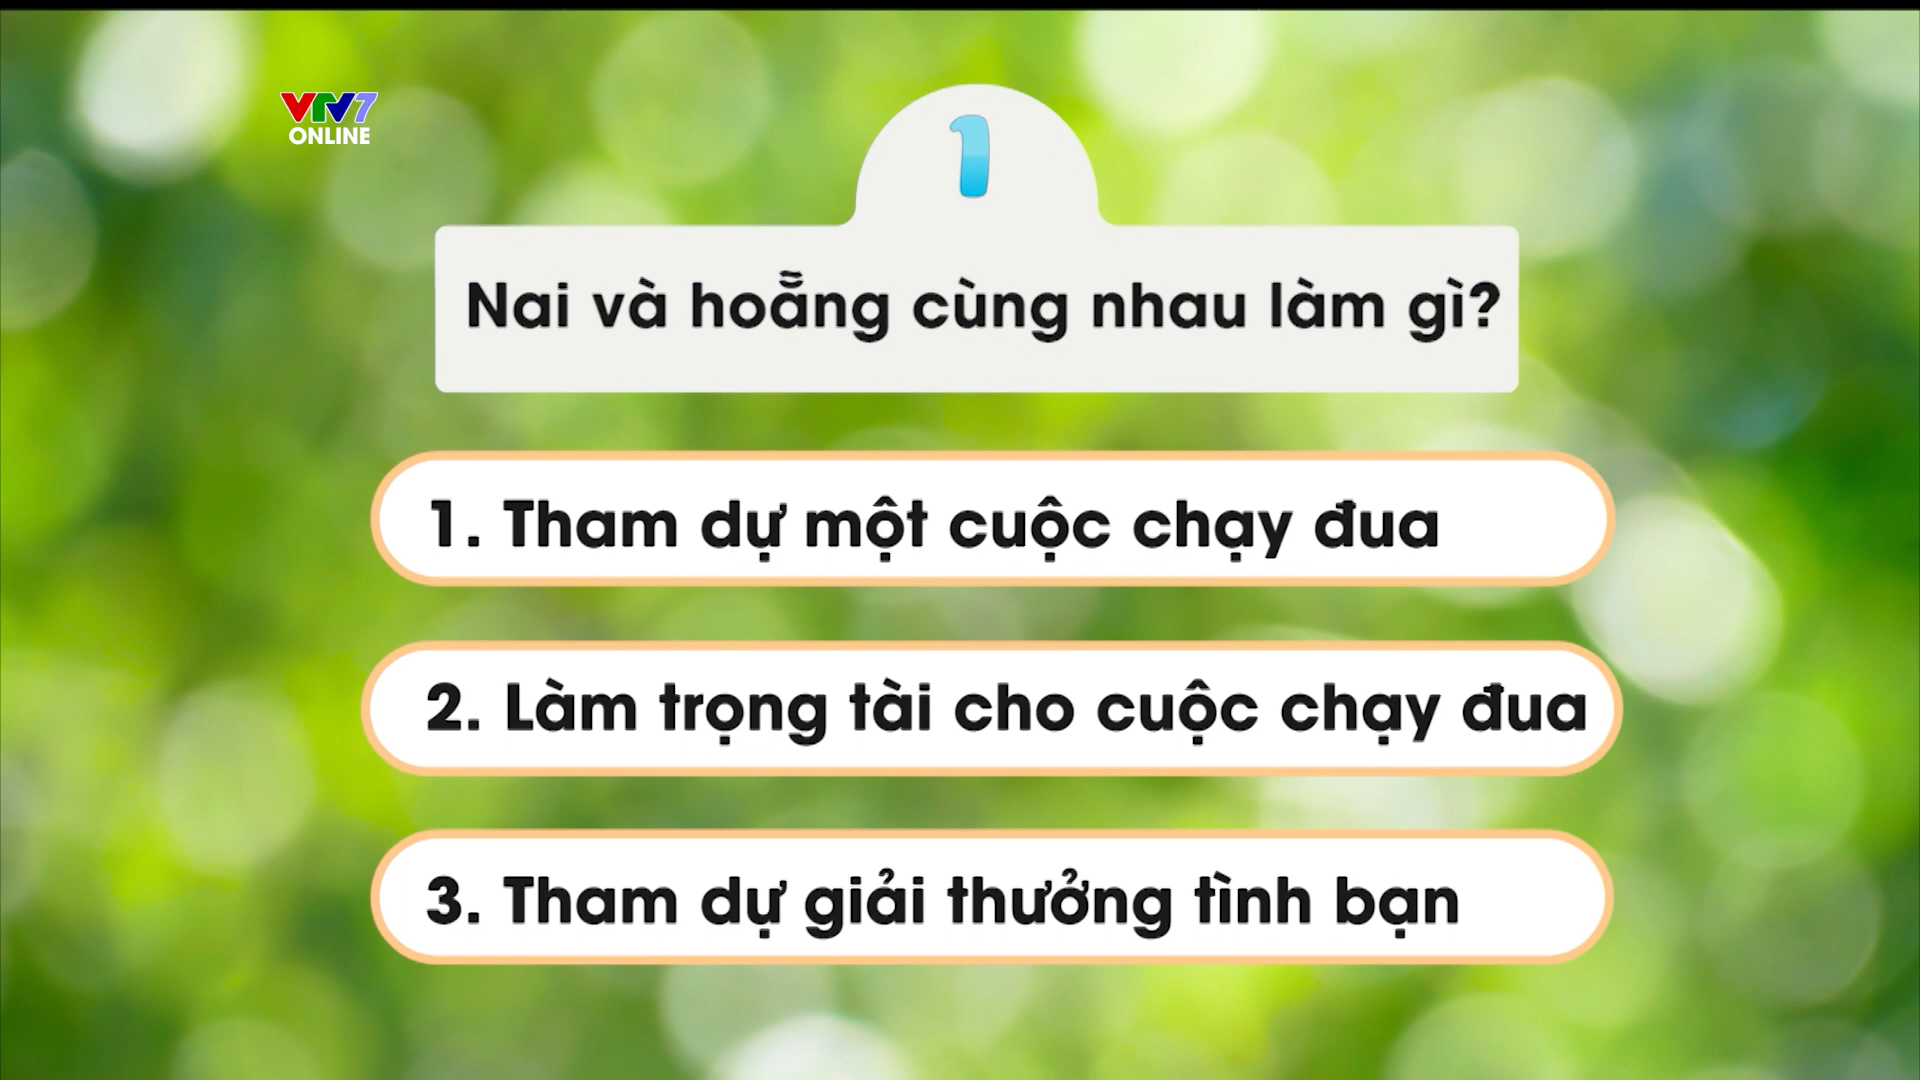 VTV7
ONLINE
1
Nai và hoẵng cùng nhau làm gì?
1. Tham dự một cuộc chạy đua
2. Làm trọng tài cho cuộc chạy đua
3. Tham dự giải thưởng tình bạn